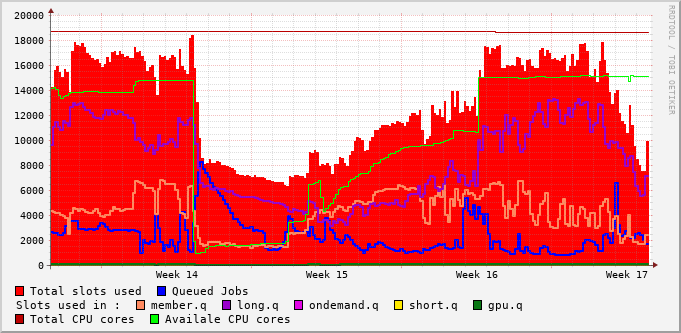 20000
18000
16000
14000
12000
10000
8000
6000
4000
2000
0
Week 14 Week 15 Week 16 Week 17
RRDTOOL / TOBI OETIKER
Total slots used Queued Jobs
Slots used in : member.q long.q ondemand.q short.q gpu.q
Total CPU cores Availale CPU cores